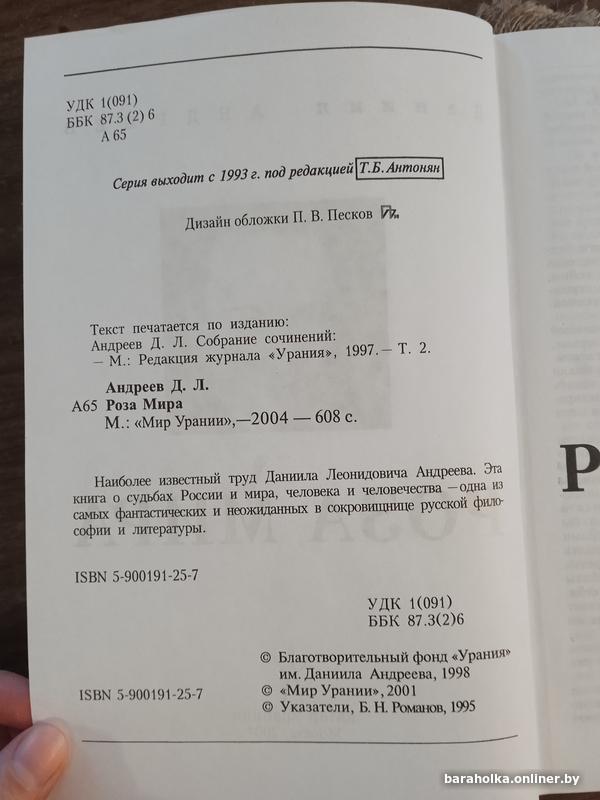 УДК 1(091)
ББК 87.3 (2) 6
А 65
Серия выходит с 1993 г. под редакцией Т.Б. Антонян
Дизайн обложки П. В. Песков
Текст печатается по изданию:
Андреев Д. Л. Собрание сочинений:
– М.: Редакция журнала «Урания», 1997.– Т. 2.
Андреев Д. Л.
А65 Роза Мира
М.: «Мир Урании»,—2004 — 608 с.
Наиболее известный труд Даниила Леонидовича Андреева. Эта
книга о судьбах России и мира, человека и человечества – одна из
самых фантастических и неожиданных в сокровищнице русской фило-
софии и литературы.
ISBN 5-900191-25-7
УДК 1(091)
ББК 87.3(2)6
© Благотворительный фонд «Урания»
им. Даниила Андреева, 1998
ISBN 5-900191-25-7
© «Мир Урании», 2001
© Указатели, Б. Н. Романов, 1995
Р
baraholka.onliner.by